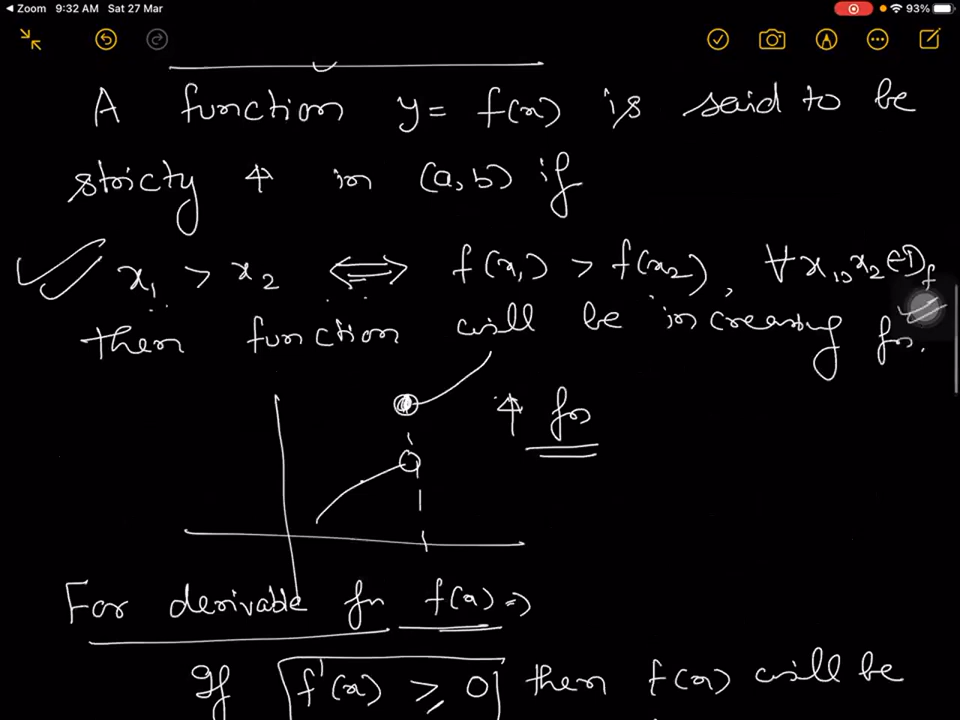 Zoom 9:32 AM Sat 27 Mar 93%
A function y = f(x) is said to be
stricty ↑ in (a, b) if
x₁ > x₂ ⟺ f(x₁) > f(x₂), ∀ x₁, x₂ ∈ D_f
then function will be increasing fn.
↑ fn
For derivable fn f(x) ⇒
If f'(x) ≥ 0 then f(x) will be